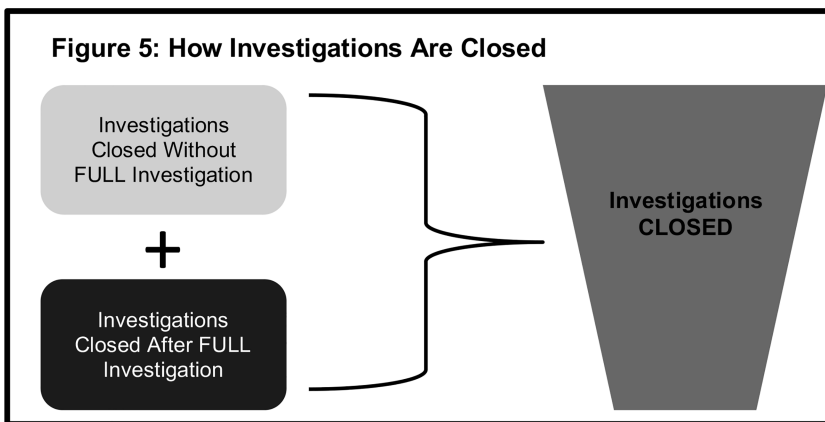 Figure 5: How Investigations Are Closed
Investigations
Closed Without
FULL Investigation
+
Investigations
Closed After FULL
Investigation
Investigations
CLOSED